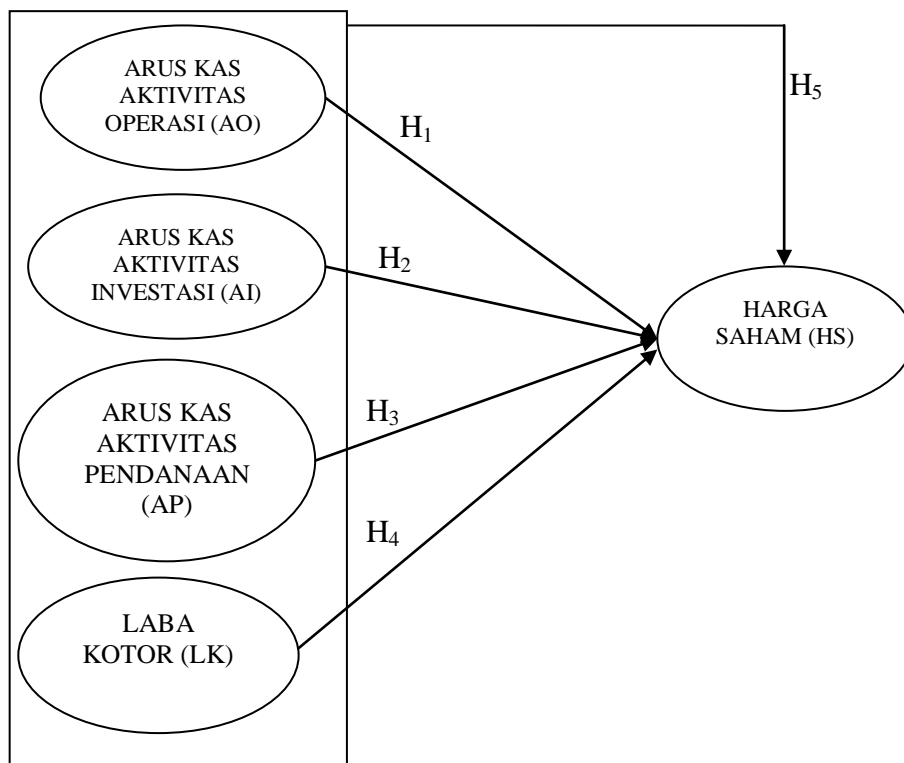 ARUS KAS
AKTIVITAS
OPERASI (AO)
H₁
H₅
ARUS KAS
AKTIVITAS
INVESTASI (AI)
H₂
HARGA
SAHAM (HS)
ARUS KAS
AKTIVITAS
PENDANAAN
(AP)
H₃
H₄
LABA
KOTOR (LK)